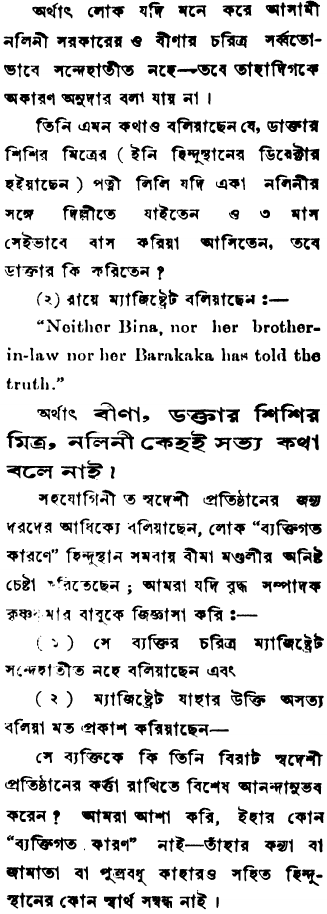 অর্থাৎ লোক যদি মনে করে আসামী
নলিনী সরকারের ও বীণার চরিত্র সর্ব্বতো-
ভাবে সন্দেহাতীত নহে—তবে তাহাদিগকে
অকারণ অনুদার বলা যায় না।
তিনি এমন কথাও বলিয়াছেন যে, ডাক্তার
শিশির মিত্রের (ইনি হিন্দুস্থানের ডিরেক্টার
হইয়াছেন) পত্নী লিলি যদি একা নলিনীর
সঙ্গে দিল্লীতে যাইতেন ও ৩ মাস
সেইভাবে বাস করিয়া আসিতেন, তবে
ডাক্তার কি করিতেন?
(২) রায়ে ম্যাজিষ্ট্রেট বলিয়াছেন:—
"Neither Bina, nor her brother-
in-law nor her Barakaka has told the
truth."
অর্থাৎ বীণা, ডক্তার শিশির
মিত্র, নলিনী কেহই সত্য কথা
বলে নাই।
সহযোগিনী ত স্বদেশী প্রতিষ্ঠানের জন্য
দরদের আধিক্যে বলিয়াছেন, লোক "ব্যক্তিগত
কারণে" হিন্দুস্থান সমবায় বীমা মণ্ডলীর অনিষ্ট
চেষ্টা করিতেছেন; আমরা যদি বৃদ্ধ সম্পাদক
কৃষ্ণকুমার বাবুকে জিজ্ঞাসা করি:—
(১) সে ব্যক্তির চরিত্র ম্যাজিষ্ট্রেট
সন্দেহাতীত নহে বলিয়াছেন এবং
(২) ম্যাজিষ্ট্রেট যাহার উক্তি অসত্য
বলিয়া মত প্রকাশ করিয়াছেন—
সে ব্যক্তিকে কি তিনি বিরাট স্বদেশী
প্রতিষ্ঠানের কর্ত্তা রাখিতে বিশেষ আনন্দানুভব
করেন? আমরা আশা করি, ইহার কোন
"ব্যক্তিগত কারণ" নাই—তাঁহার কন্যা বা
জামাতা বা পুত্রবধু কাহারও সহিত হিন্দু-
স্থানের কোন স্বার্থ সম্বন্ধ নাই।